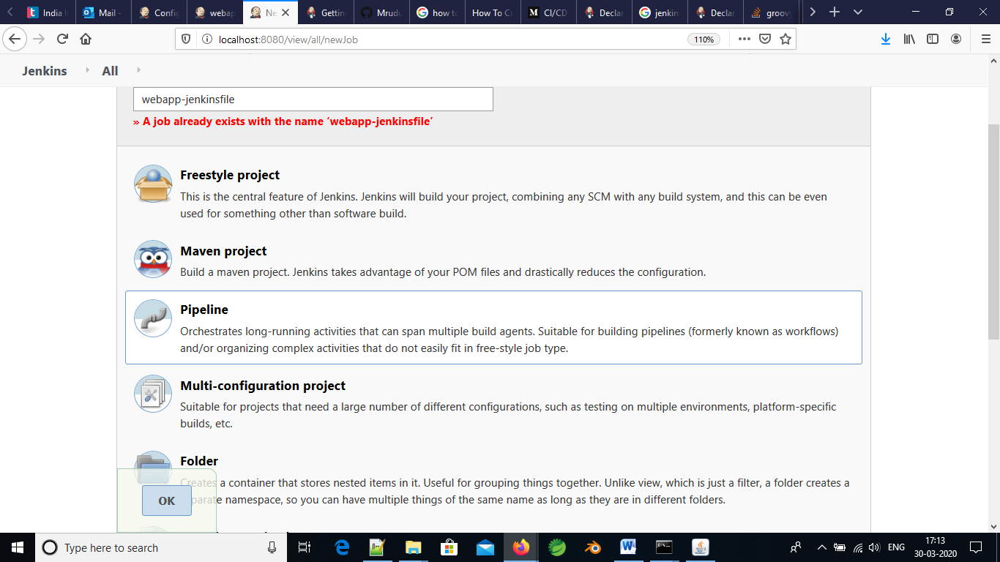 India I
Mail -
Config
webap
Ne
Gettin
Mrudu
how to
How To Cr
CI/CD
Declar
jenkin
Declar
groovy
localhost:8080/view/all/newJob
110%
Jenkins
All
webapp-jenkinsfile
» A job already exists with the name ‘webapp-jenkinsfile’
Freestyle project
This is the central feature of Jenkins. Jenkins will build your project, combining any SCM with any build system, and this can be even
used for something other than software build.
Maven project
Build a maven project. Jenkins takes advantage of your POM files and drastically reduces the configuration.
Pipeline
Orchestrates long-running activities that can span multiple build agents. Suitable for building pipelines (formerly known as workflows)
and/or organizing complex activities that do not easily fit in free-style job type.
Multi-configuration project
Suitable for projects that need a large number of different configurations, such as testing on multiple environments, platform-specific
builds, etc.
Folder
Creates a container that stores nested items in it. Useful for grouping things together. Unlike view, which is just a filter, a folder creates a
parate namespace, so you can have multiple things of the same name as long as they are in different folders.
OK
Type here to search
ENG
17:13
30-03-2020